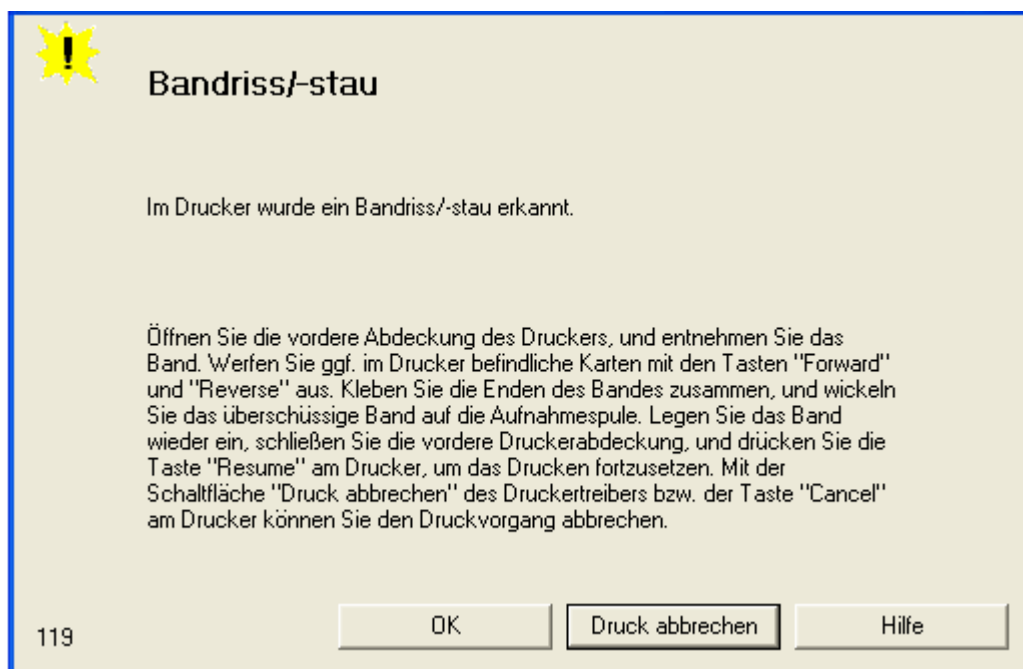 Bandriss/-stau
Im Drucker wurde ein Bandriss/-stau erkannt.
Öffnen Sie die vordere Abdeckung des Druckers, und entnehmen Sie das
Band. Werfen Sie ggf. im Drucker befindliche Karten mit den Tasten "Forward"
und "Reverse" aus. Kleben Sie die Enden des Bandes zusammen, und wickeln
Sie das überschüssige Band auf die Aufnahmespule. Legen Sie das Band
wieder ein, schließen Sie die vordere Druckerabdeckung, und drücken Sie die
Taste "Resume" am Drucker, um das Drucken fortzusetzen. Mit der
Schaltfläche "Druck abbrechen" des Druckertreibers bzw. der Taste "Cancel"
am Drucker können Sie den Druckvorgang abbrechen.
119 OK Druck abbrechen Hilfe